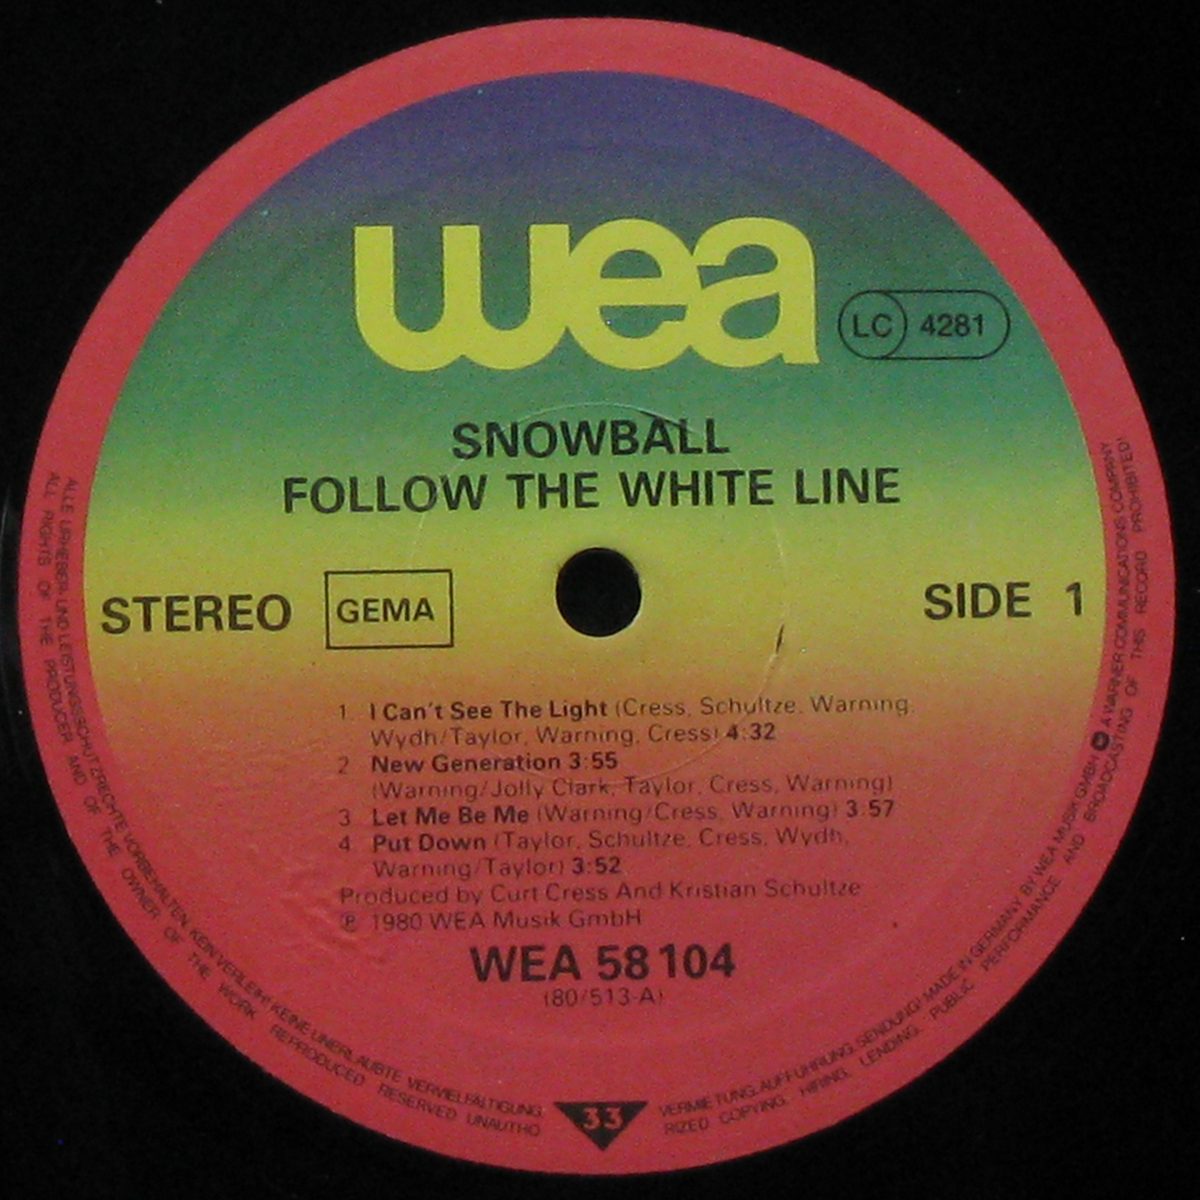 wea
LC 4281
SNOWBALL
FOLLOW THE WHITE LINE
STEREO GEMA SIDE 1
1. I Can't See The Light (Cress, Schultze, Warning,
Wydh/Taylor, Warning, Cress) 4:32
2 New Generation 3:55
(Warning/Jolly Clark, Taylor, Cress, Warning)
3 Let Me Be Me (Warning/Cress, Warning) 3:57
4 Put Down (Taylor, Schultze, Cress, Wydh,
Warning/Taylor) 3:52
Produced by Curt Cress And Kristian Schultze
℗ 1980 WEA Musik GmbH
WEA 58 104
(80/513-A)
33
ALLE URHEBER- UND LEISTUNGSSCHUTZRECHTE VORBEHALTEN. KEIN VERLEIH! KEINE UNERLAUBTE VERVIELFÄLTIGUNG, VERMIETUNG, AUFFÜHRUNG, SENDUNG! MADE IN GERMANY BY WEA MUSIK GMBH A WARNER COMMUNICATIONS COMPANY
ALL RIGHTS OF THE PRODUCER AND OF THE OWNER OF THE WORK REPRODUCED RESERVED UNAUTHORIZED COPYING, HIRING, LENDING, PUBLIC PERFORMANCE AND BROADCASTING OF THIS RECORD PROHIBITED!